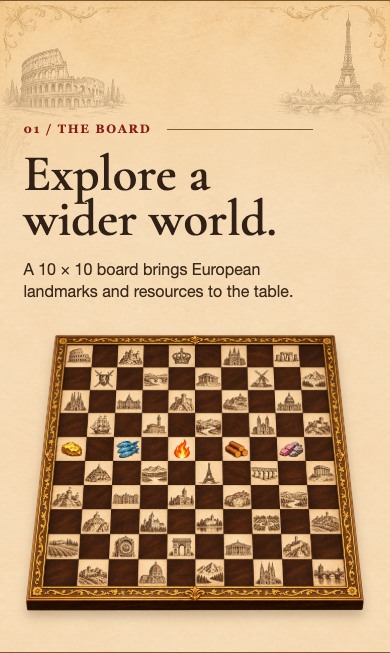 01 / THE BOARD
Explore a
wider world.
A 10 × 10 board brings European
landmarks and resources to the table.